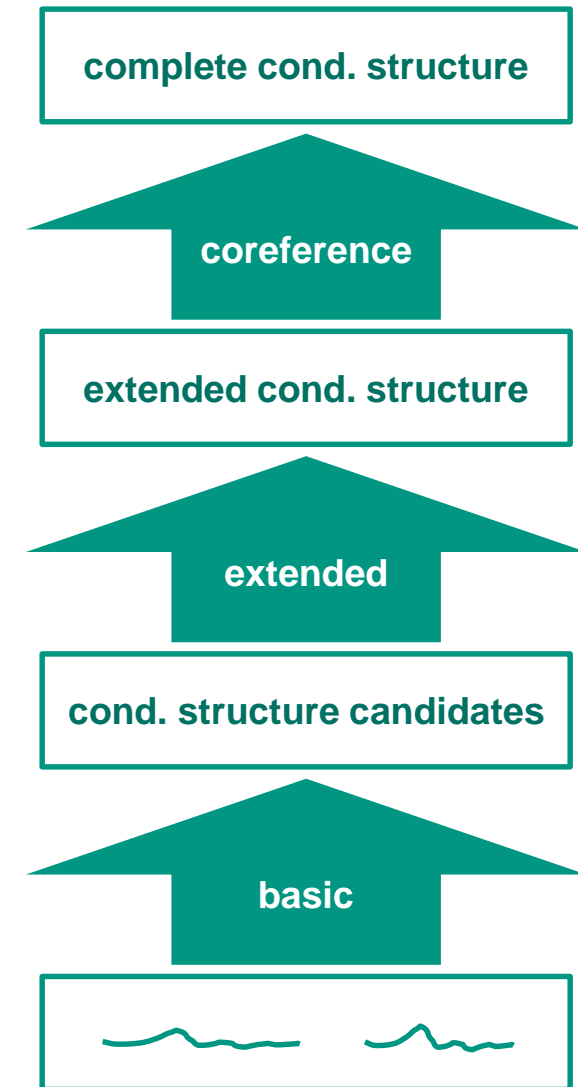 complete cond. structure
coreference
extended cond. structure
extended
cond. structure candidates
basic